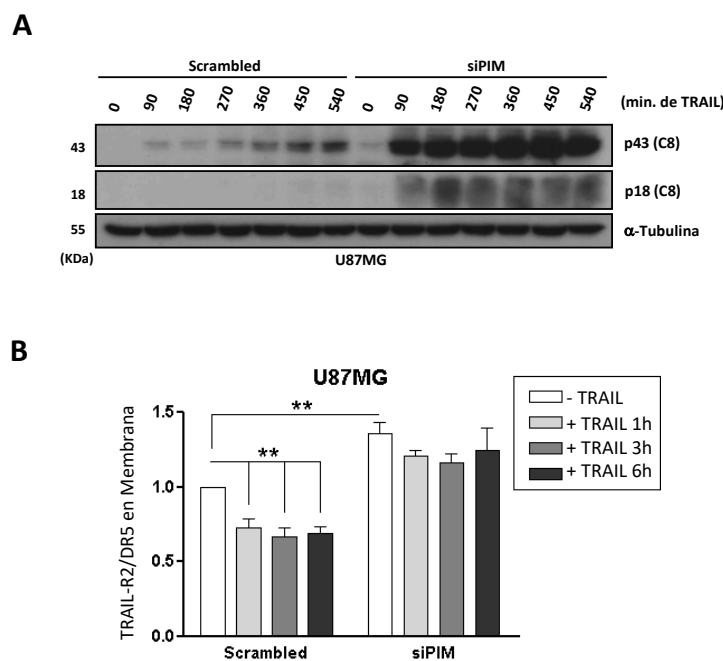 A
Scrambled siPIM
0 90 180 270 360 450 540 0 90 180 270 360 450 540 (min. de TRAIL)
43 p43 (C8)
18 p18 (C8)
55 α-Tubulina
(KDa) U87MG
B
U87MG
TRAIL-R2/DR5 en Membrana
1.5
1.0
0.5
0.0
**
**
- TRAIL
+ TRAIL 1h
+ TRAIL 3h
+ TRAIL 6h
Scrambled siPIM